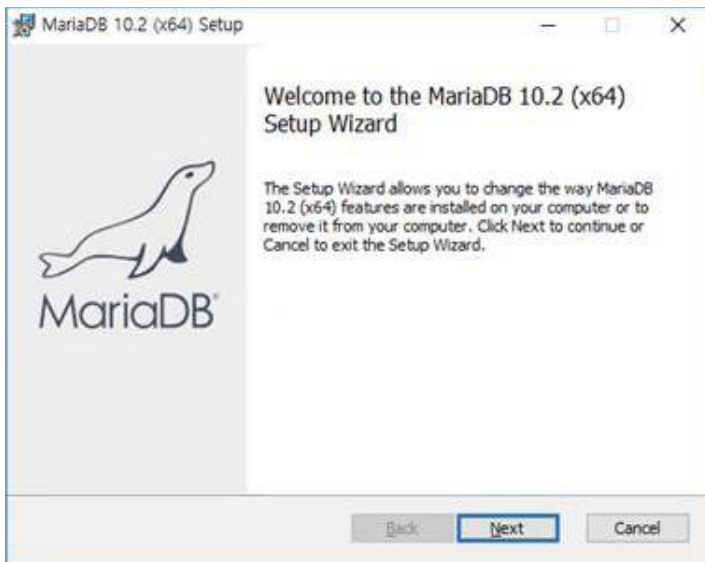 MariaDB 10.2 (x64) Setup
Welcome to the MariaDB 10.2 (x64)
Setup Wizard
The Setup Wizard allows you to change the way MariaDB
10.2 (x64) features are installed on your computer or to
remove it from your computer. Click Next to continue or
Cancel to exit the Setup Wizard.
MariaDB
Back Next Cancel